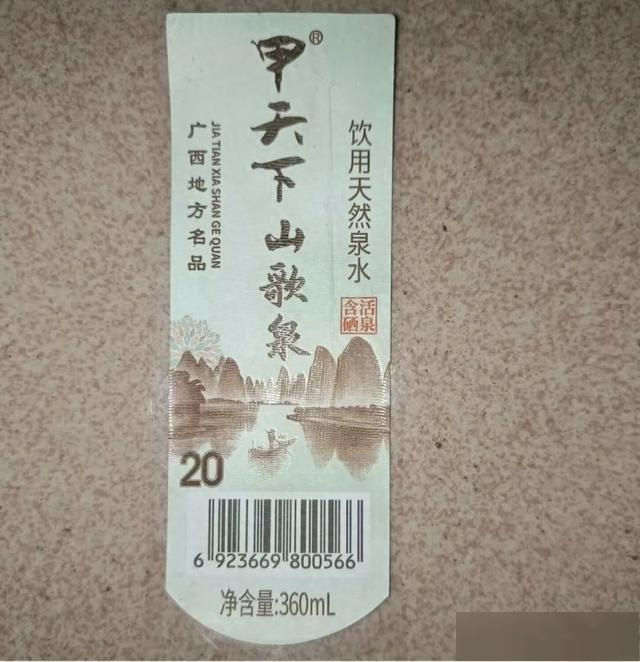 甲天下山歌泉®
饮用天然泉水
JIA TIAN XIA SHAN GE QUAN
广西地方名品
活泉
含硒
20
6 923669 800566
净含量:360mL